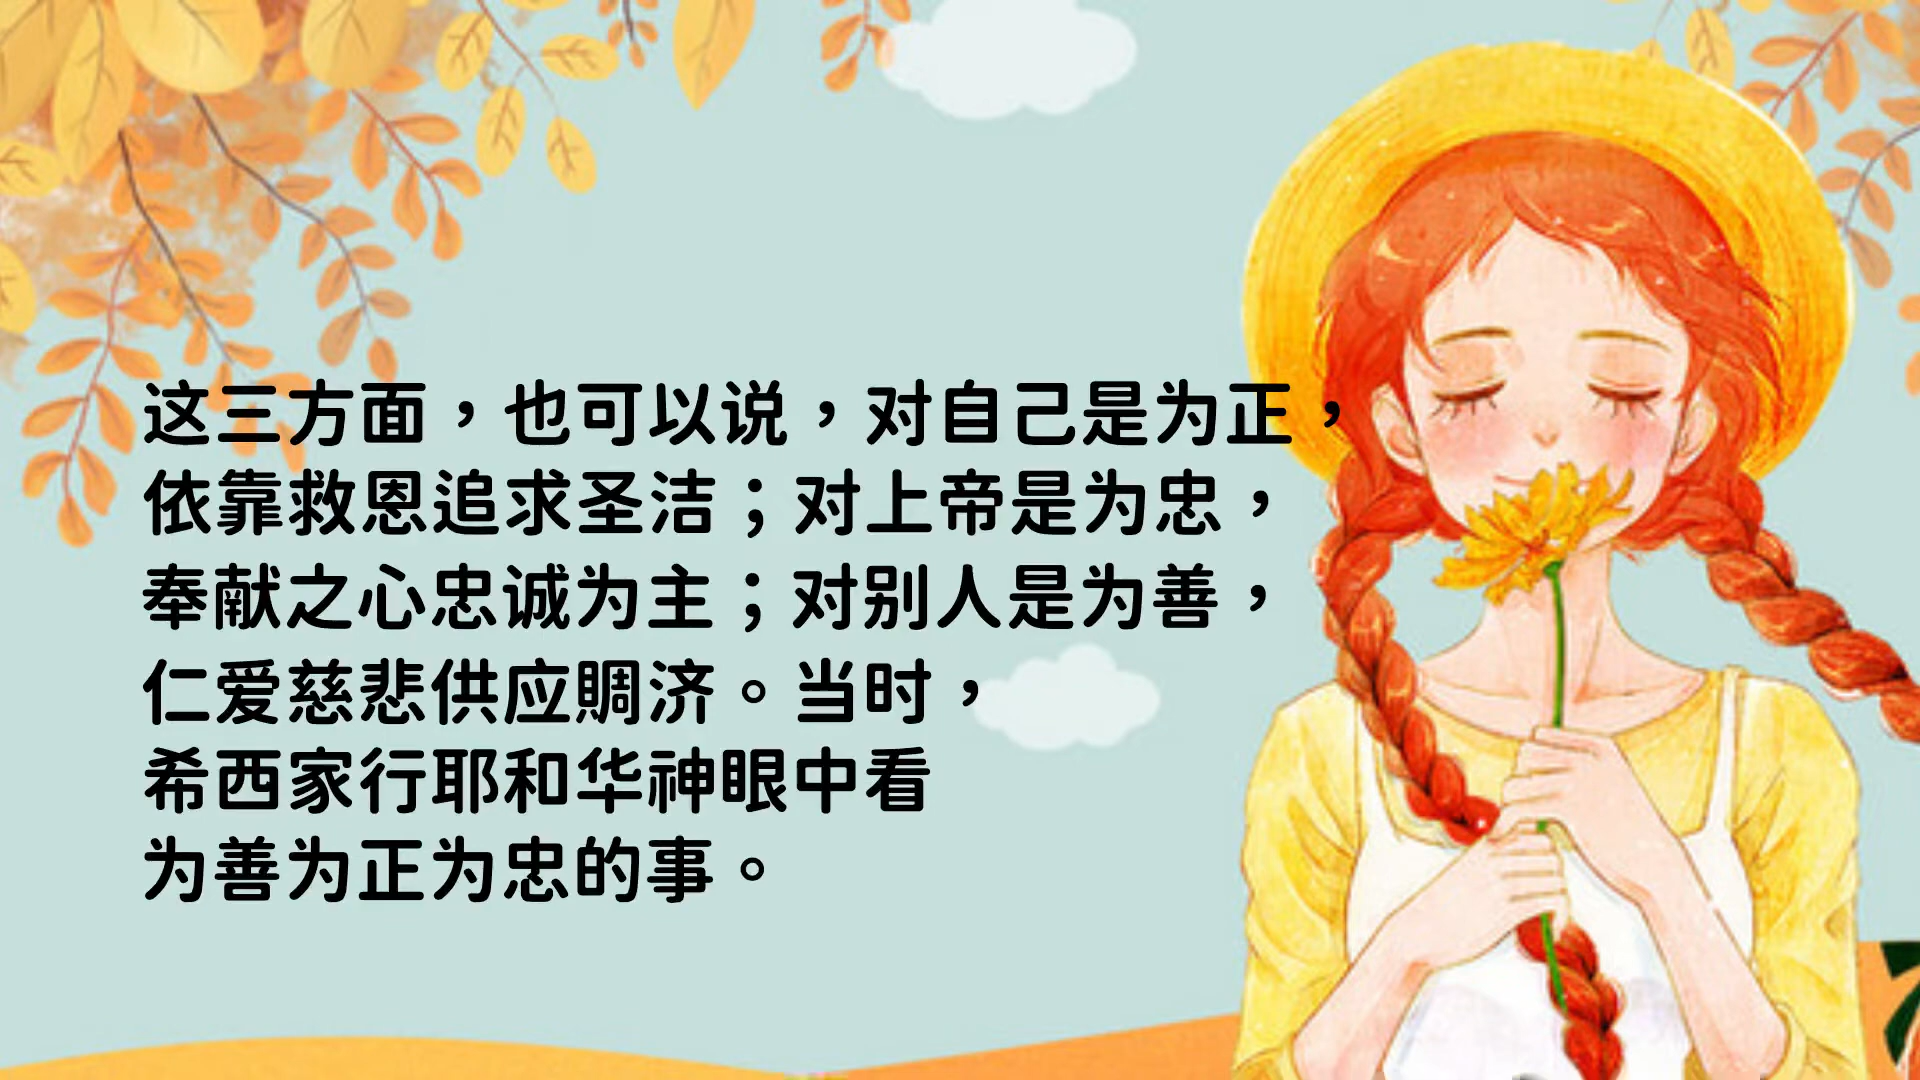 这三方面，也可以说，对自己是为正，
依靠救恩追求圣洁；对上帝是为忠，
奉献之心忠诚为主；对别人是为善，
仁爱慈悲供应賙济。当时，
希西家行耶和华神眼中看
为善为正为忠的事。